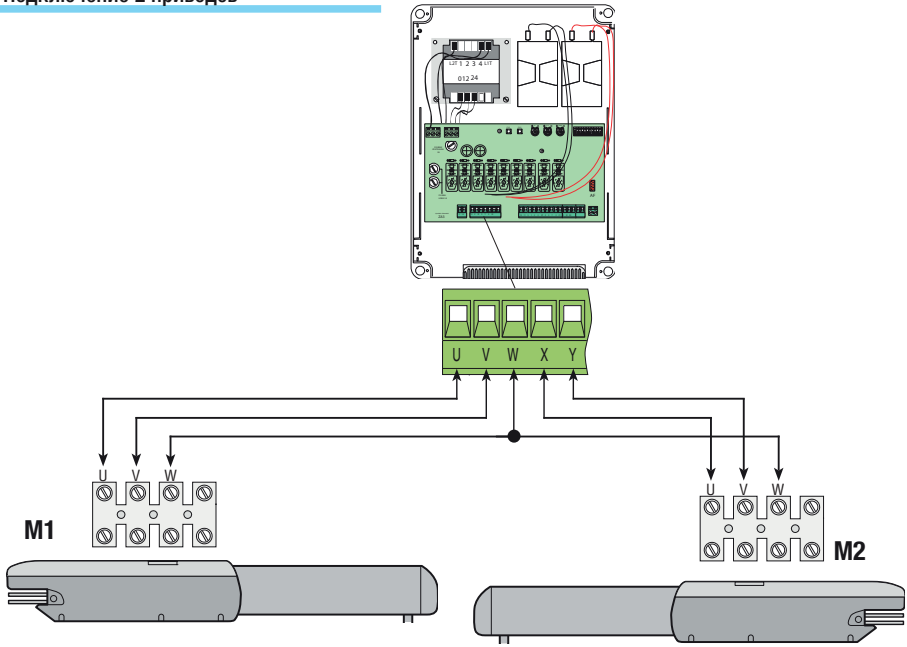 Подключение 2 приводов
L2T 1 2 3 4 L1T
0 12 24
U V W X Y
U V W
U V W
M1
M2